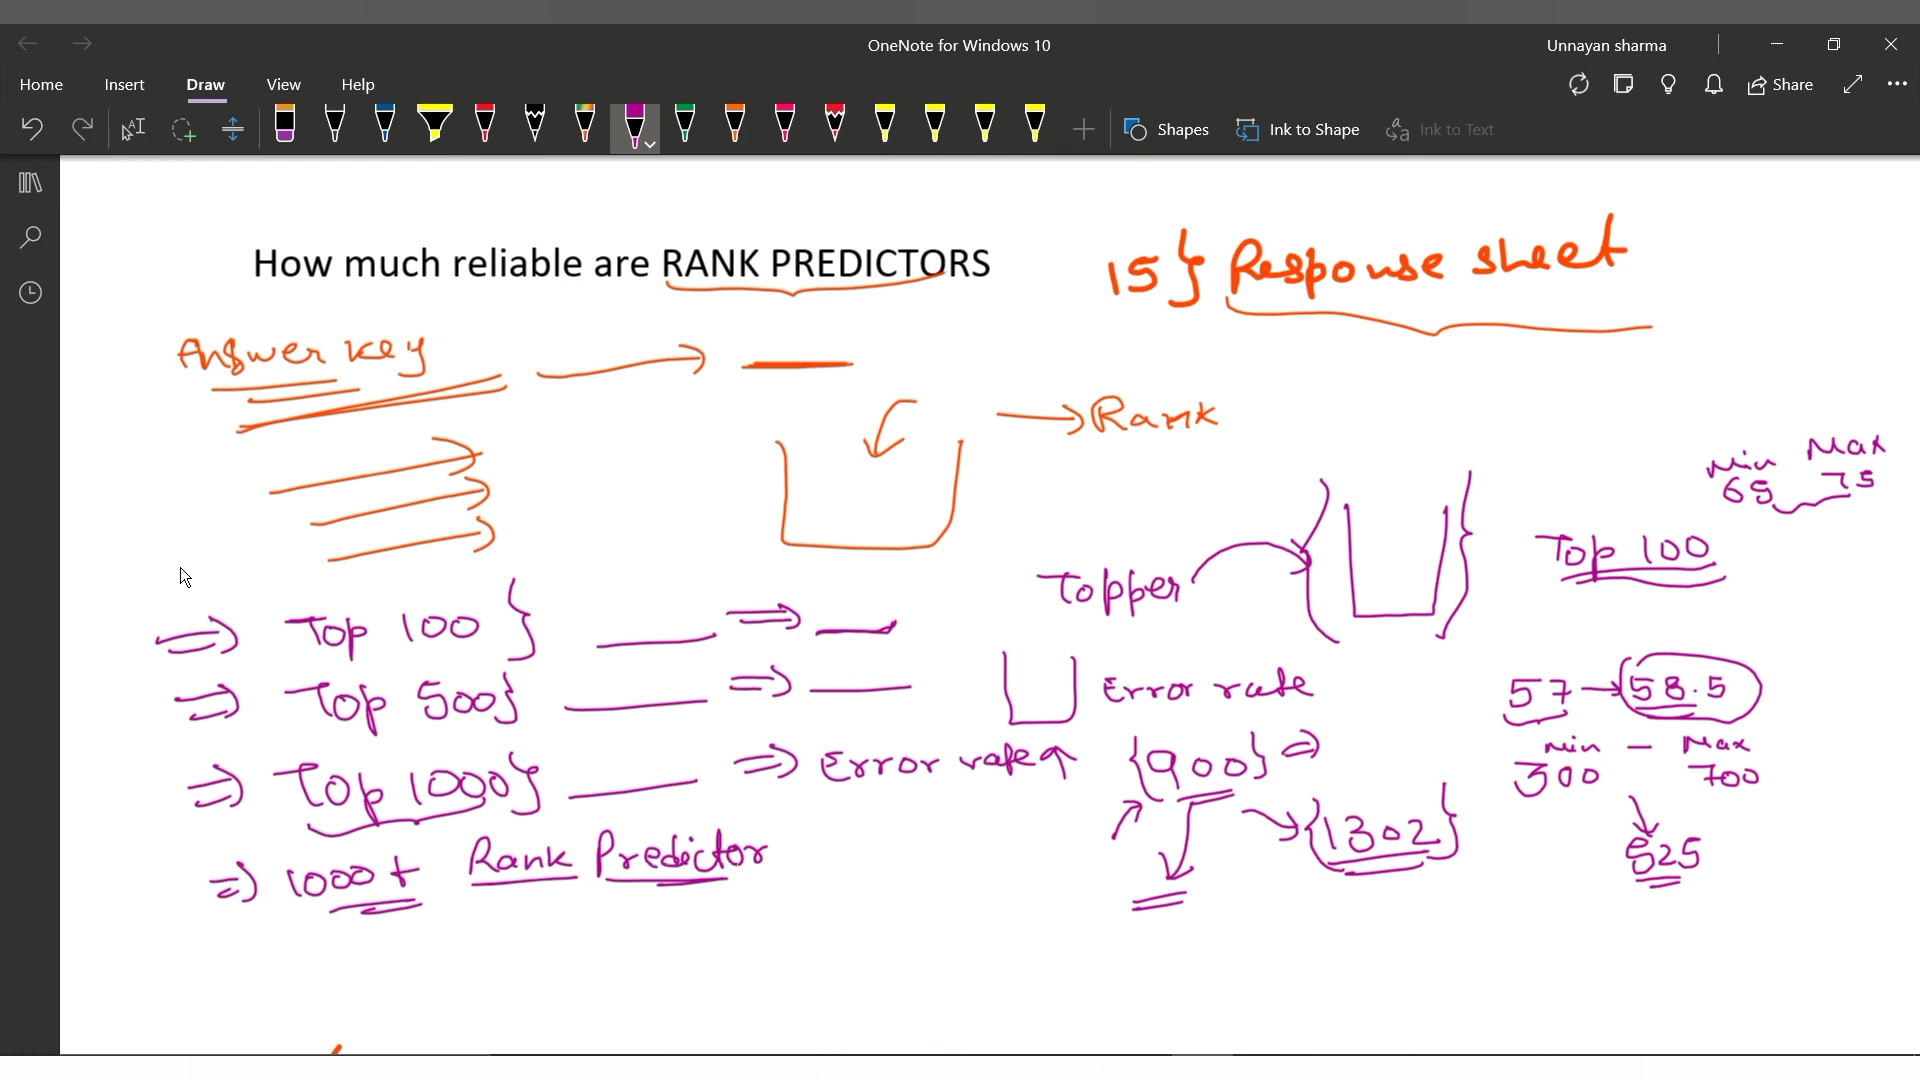 OneNote for Windows 10
Unnayan sharma
Home Insert Draw View Help
Share
Shapes Ink to Shape Ink to Text
How much reliable are RANK PREDICTORS
15} Response sheet
Answer key
Rank
Min Max
69 75
Top 100
Topper
Top 100}
Top 500}
Error rate
57 58.5
Min - Max
300 700
Top 1000}
Error rate
{900}
{1302}
525
1000+ Rank Predictor